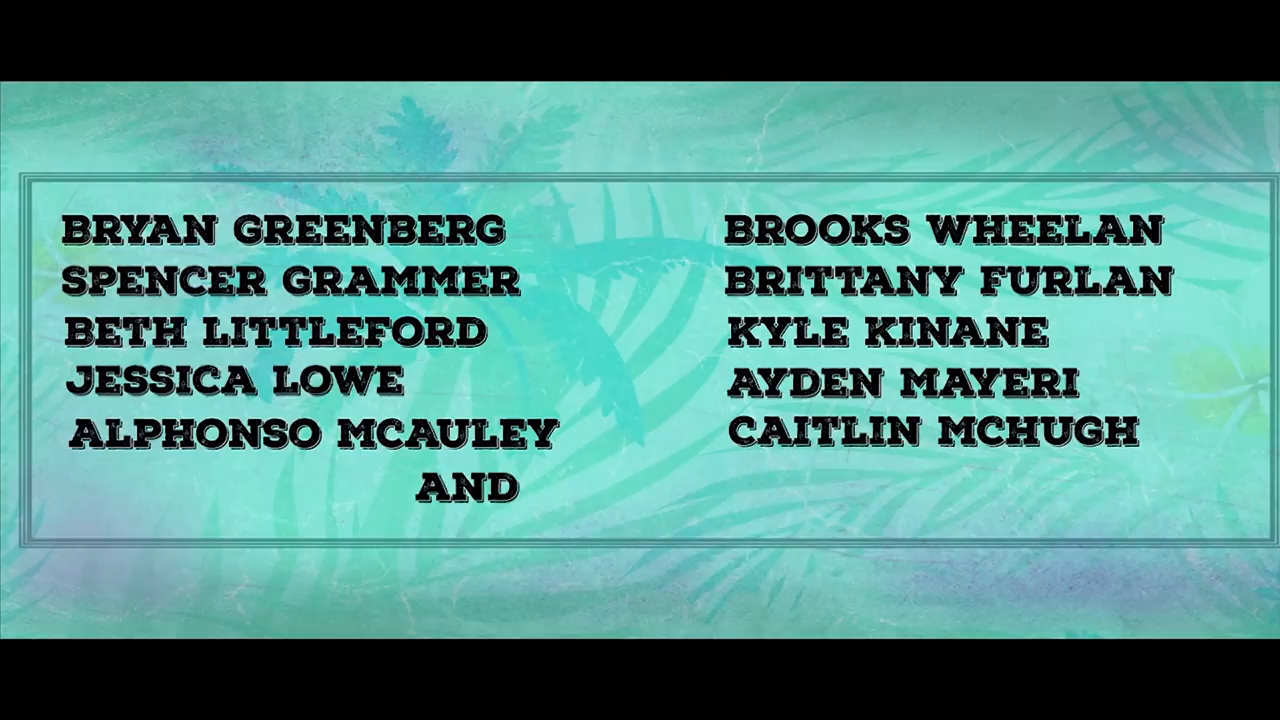 BRYAN GREENBERG
SPENCER GRAMMER
BETH LITTLEFORD
JESSICA LOWE
ALPHONSO MCAULEY
AND
BROOKS WHEELAN
BRITTANY FURLAN
KYLE KINANE
AYDEN MAYERI
CAITLIN MCHUGH